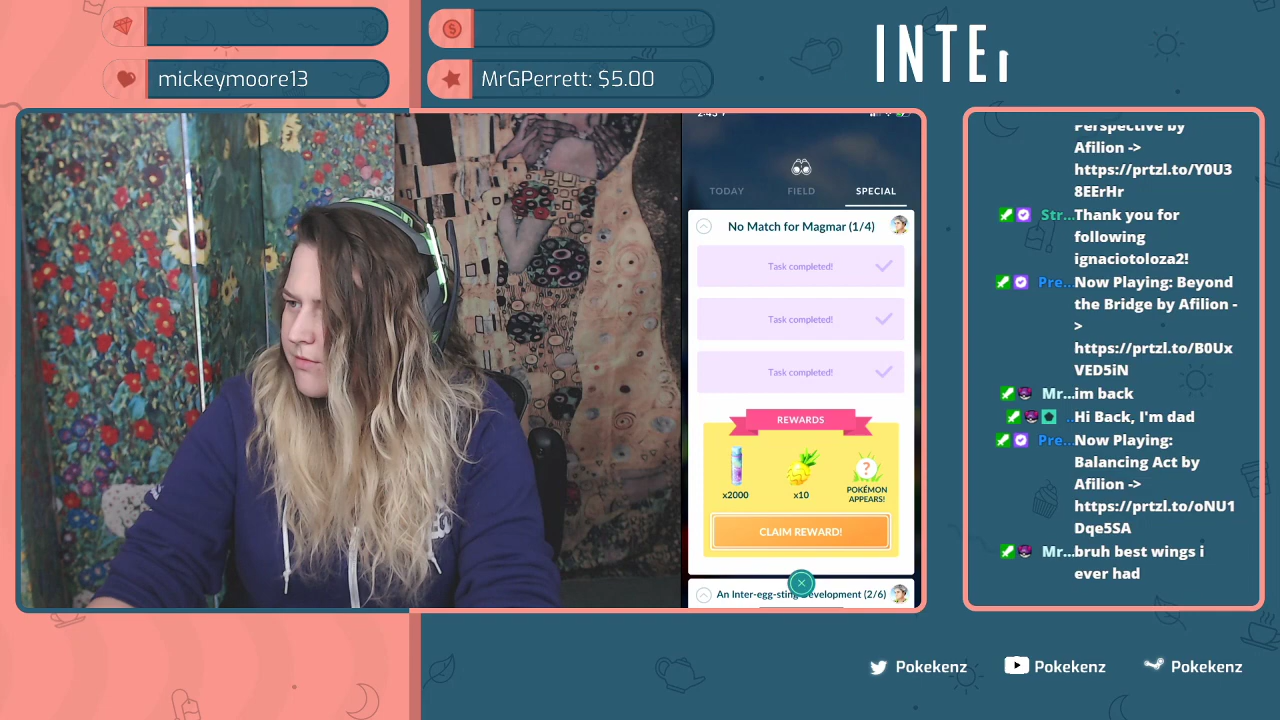 mickeymoore13
MrGPerrett: $5.00
INTE
TODAY
FIELD
SPECIAL
No Match for Magmar (1/4)
Task completed!
Task completed!
Task completed!
REWARDS
x2000
x10
POKÉMON
APPEARS!
CLAIM REWARD!
An Inter-egg-sting Development (2/6)
Perspective by
Afilion ->
https://prtzl.to/Y0U3
8EErHr
Str...Thank you for
following
ignaciotoloza2!
Pre...Now Playing: Beyond
the Bridge by Afilion -
>
https://prtzl.to/B0Ux
VED5iN
Mr...im back
..Hi Back, I'm dad
Pre...Now Playing:
Balancing Act by
Afilion ->
https://prtzl.to/oNU1
Dqe5SA
Mr...bruh best wings i
ever had
Pokekenz
Pokekenz
Pokekenz